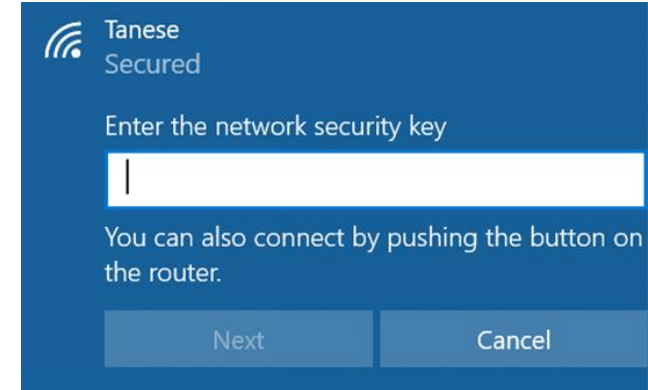 Tanese
Secured
Enter the network security key
You can also connect by pushing the button on
the router.
Next
Cancel